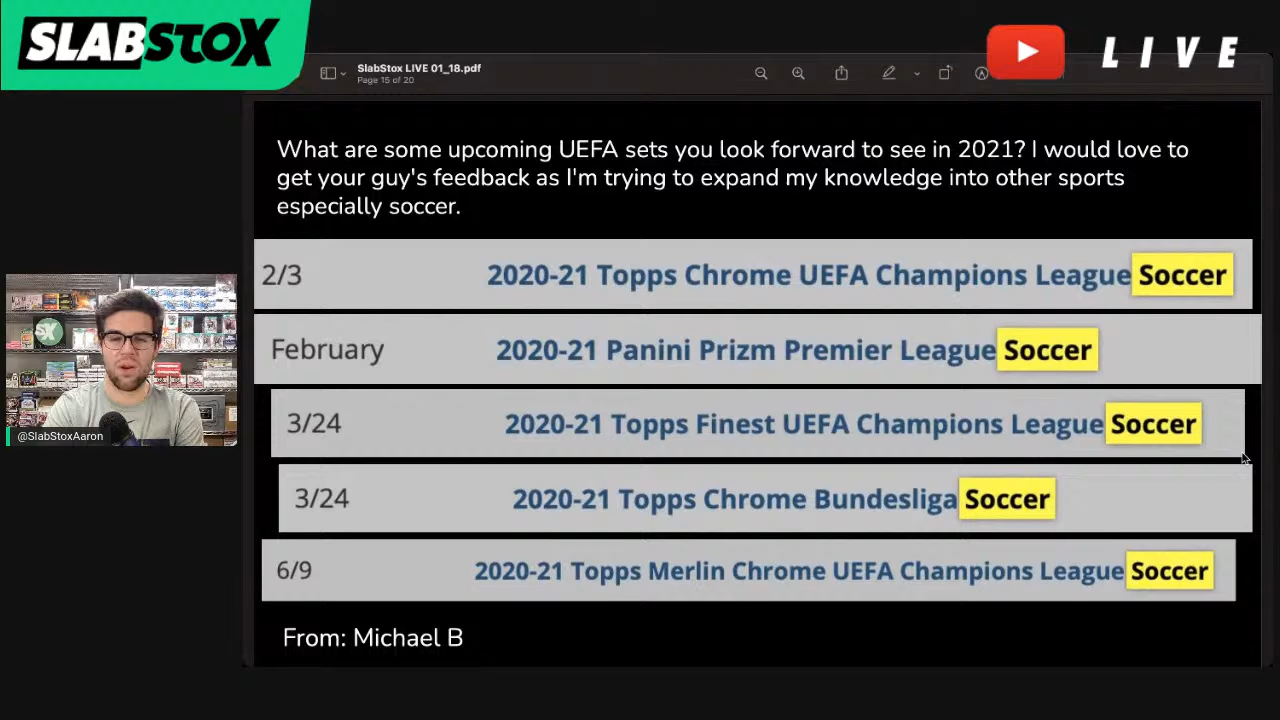 SLABSTOX
LIVE
SlabStox LIVE 01_18.pdf
Page 15 of 20
What are some upcoming UEFA sets you look forward to see in 2021? I would love to
get your guy's feedback as I'm trying to expand my knowledge into other sports
especially soccer.
2/3 2020-21 Topps Chrome UEFA Champions League Soccer
February 2020-21 Panini Prizm Premier League Soccer
3/24 2020-21 Topps Finest UEFA Champions League Soccer
3/24 2020-21 Topps Chrome Bundesliga Soccer
6/9 2020-21 Topps Merlin Chrome UEFA Champions League Soccer
From: Michael B
SX
@SlabStoxAaron